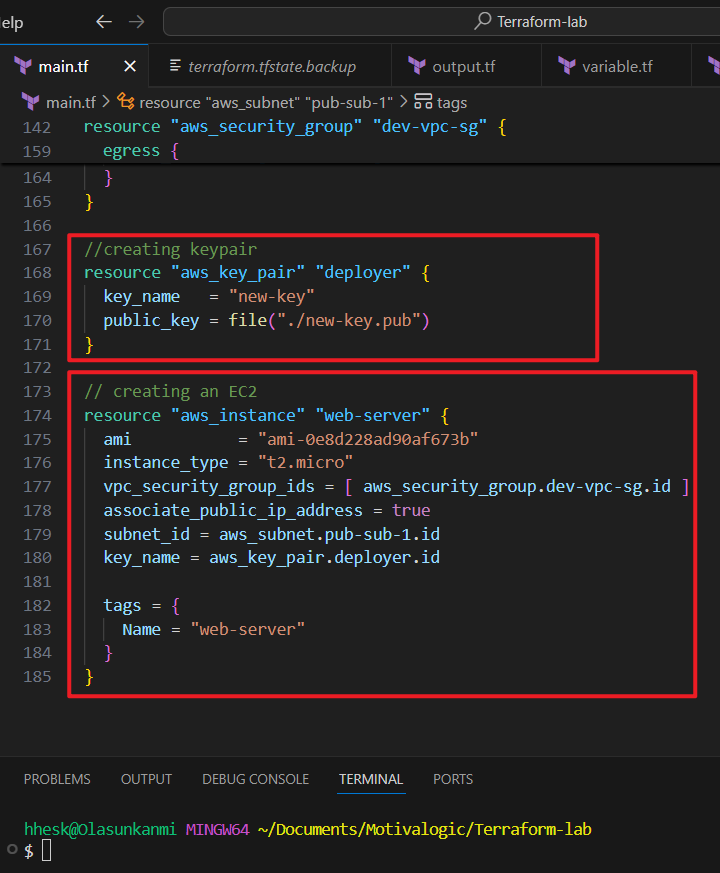 elp
Terraform-lab
main.tf
terraform.tfstate.backup
output.tf
variable.tf
main.tf > resource "aws_subnet" "pub-sub-1" > tags
142 resource "aws_security_group" "dev-vpc-sg" {
159   egress {
164   }
165 }
166
167 //creating keypair
168 resource "aws_key_pair" "deployer" {
169   key_name   = "new-key"
170   public_key = file("./new-key.pub")
171 }
172
173 // creating an EC2
174 resource "aws_instance" "web-server" {
175   ami           = "ami-0e8d228ad90af673b"
176   instance_type = "t2.micro"
177   vpc_security_group_ids = [ aws_security_group.dev-vpc-sg.id ]
178   associate_public_ip_address = true
179   subnet_id = aws_subnet.pub-sub-1.id
180   key_name = aws_key_pair.deployer.id
181
182   tags = {
183     Name = "web-server"
184   }
185 }
PROBLEMS OUTPUT DEBUG CONSOLE TERMINAL PORTS
hhesk@Olasunkanmi MINGW64 ~/Documents/Motivalogic/Terraform-lab
$